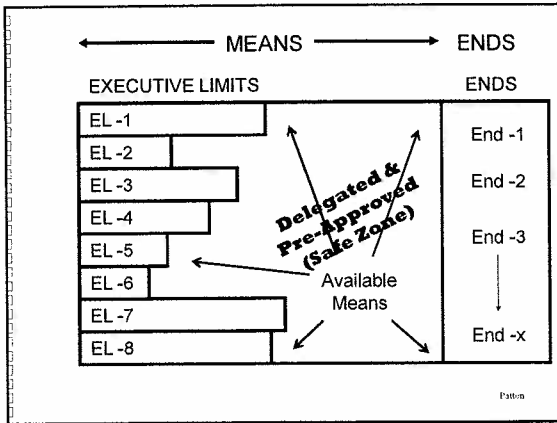 MEANS ENDS
EXECUTIVE LIMITS ENDS
EL -1
EL -2
EL -3
EL -4
EL -5
EL -6
EL -7
EL -8
Delegated &
Pre-Approved
(Safe Zone)
Available
Means
End -1
End -2
End -3
End -x
Patten